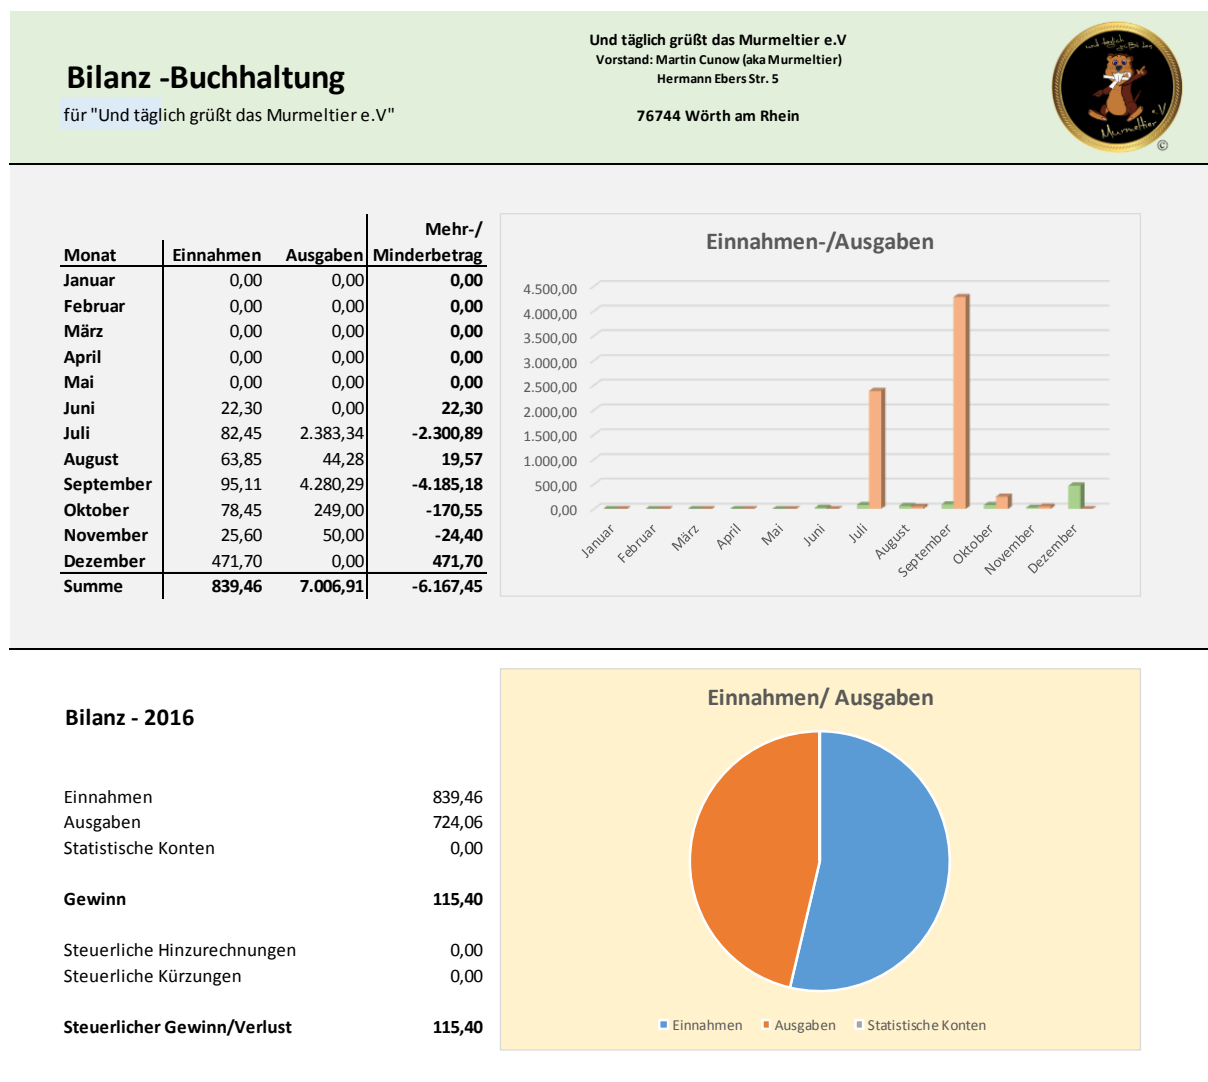 Bilanz -Buchhaltung
für "Und täglich grüßt das Murmeltier e.V"
Und täglich grüßt das Murmeltier e.V
Vorstand: Martin Cunow (aka Murmeltier)
Hermann Ebers Str. 5
76744 Wörth am Rhein
und täglich grüßt das
Murmeltier e.V
©
Mehr-/
Monat Einnahmen Ausgaben Minderbetrag
Januar 0,00 0,00 0,00
Februar 0,00 0,00 0,00
März 0,00 0,00 0,00
April 0,00 0,00 0,00
Mai 0,00 0,00 0,00
Juni 22,30 0,00 22,30
Juli 82,45 2.383,34 -2.300,89
August 63,85 44,28 19,57
September 95,11 4.280,29 -4.185,18
Oktober 78,45 249,00 -170,55
November 25,60 50,00 -24,40
Dezember 471,70 0,00 471,70
Summe 839,46 7.006,91 -6.167,45
Einnahmen-/Ausgaben
4.500,00
4.000,00
3.500,00
3.000,00
2.500,00
2.000,00
1.500,00
1.000,00
500,00
0,00
Januar Februar März April Mai Juni Juli August September Oktober November Dezember
Bilanz - 2016
Einnahmen 839,46
Ausgaben 724,06
Statistische Konten 0,00
Gewinn 115,40
Steuerliche Hinzurechnungen 0,00
Steuerliche Kürzungen 0,00
Steuerlicher Gewinn/Verlust 115,40
Einnahmen/ Ausgaben
Einnahmen Ausgaben Statistische Konten